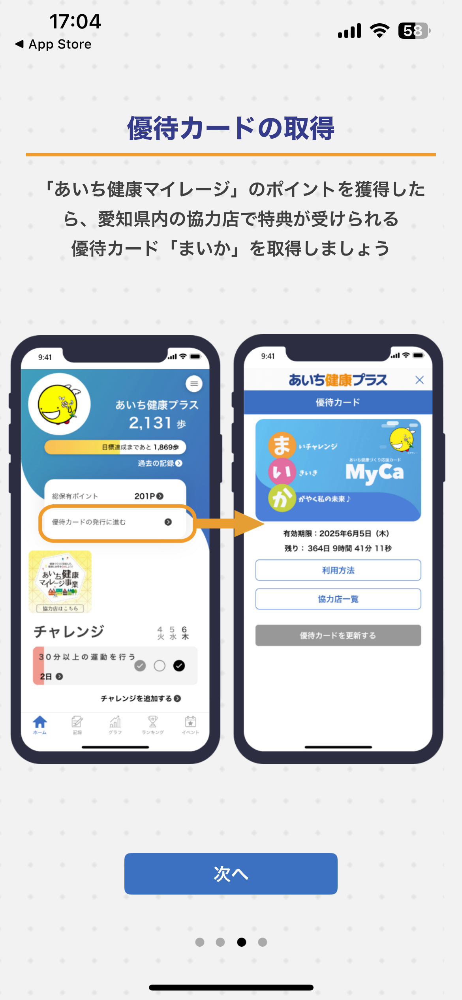 17:04
58
◀ App Store
優待カードの取得
「あいち健康マイレージ」のポイントを獲得した
ら、愛知県内の協力店で特典が受けられる
優待カード「まいか」を取得しましょう
9:41
あいち健康プラス
2,131 歩
目標達成まであと 1,869歩
過去の記録
総保有ポイント 201P
優待カードの発行に進む
あいち健康
マイレージ事業
協力店はこちら
チャレンジ
4 5 6
火 水 木
30分以上の運動を行う
2日
チャレンジを追加する
ホーム 記録 グラフ ランキング イベント
9:41
あいち健康プラス
優待カード
まいチャレンジ
いきいき
かがやく私の未来♪
あいち健康づくり応援カード
MyCa
有効期限：2025年6月5日（木）
残り： 364日 9時間 41分 11秒
利用方法
協力店一覧
優待カードを更新する
次へ